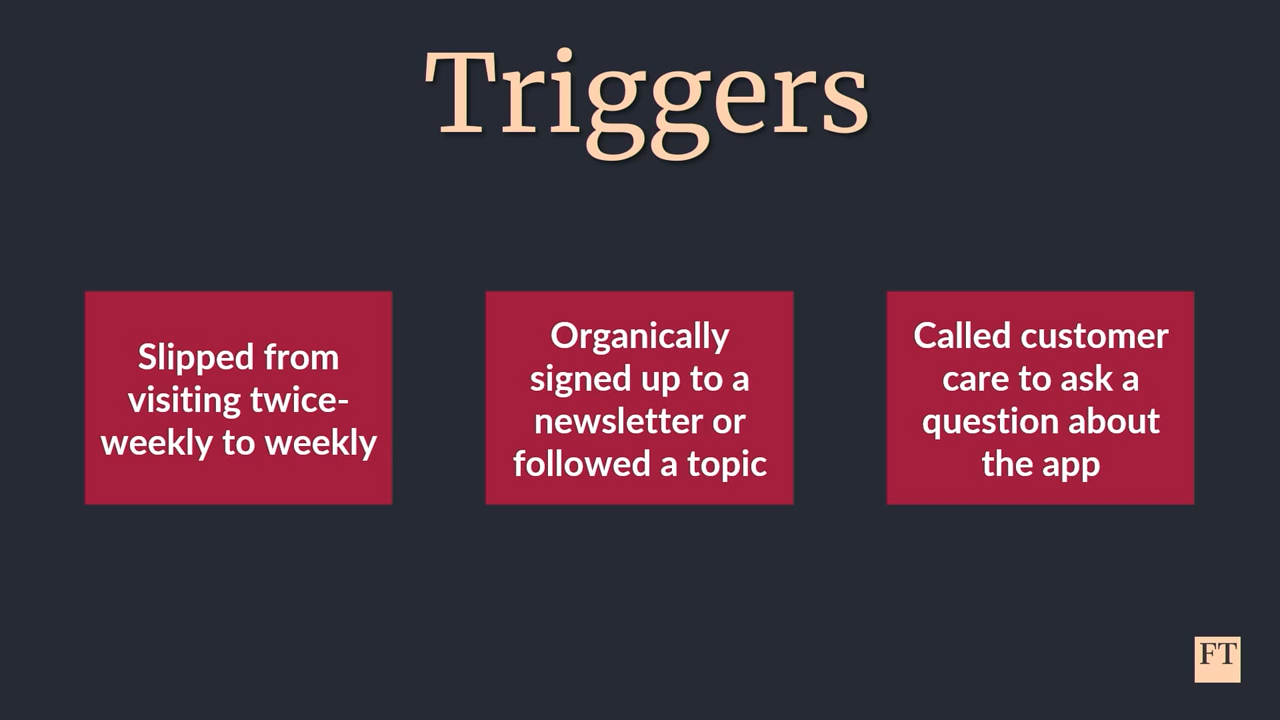 Triggers
Slipped from
visiting twice-
weekly to weekly
Organically
signed up to a
newsletter or
followed a topic
Called customer
care to ask a
question about
the app
FT